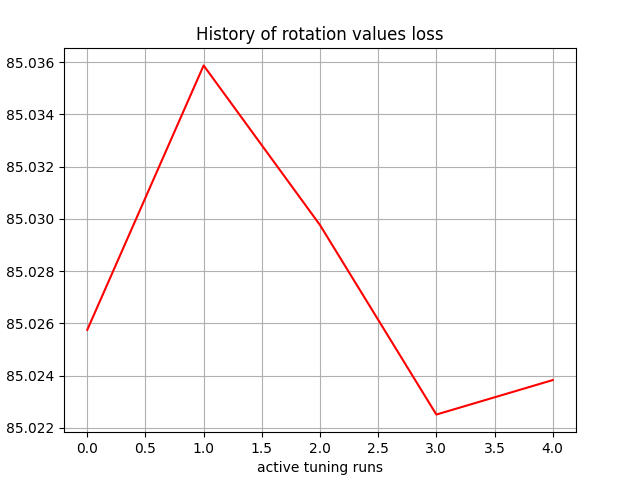 History of rotation values loss
85.036
85.034
85.032
85.030
85.028
85.026
85.024
85.022
0.0 0.5 1.0 1.5 2.0 2.5 3.0 3.5 4.0
active tuning runs